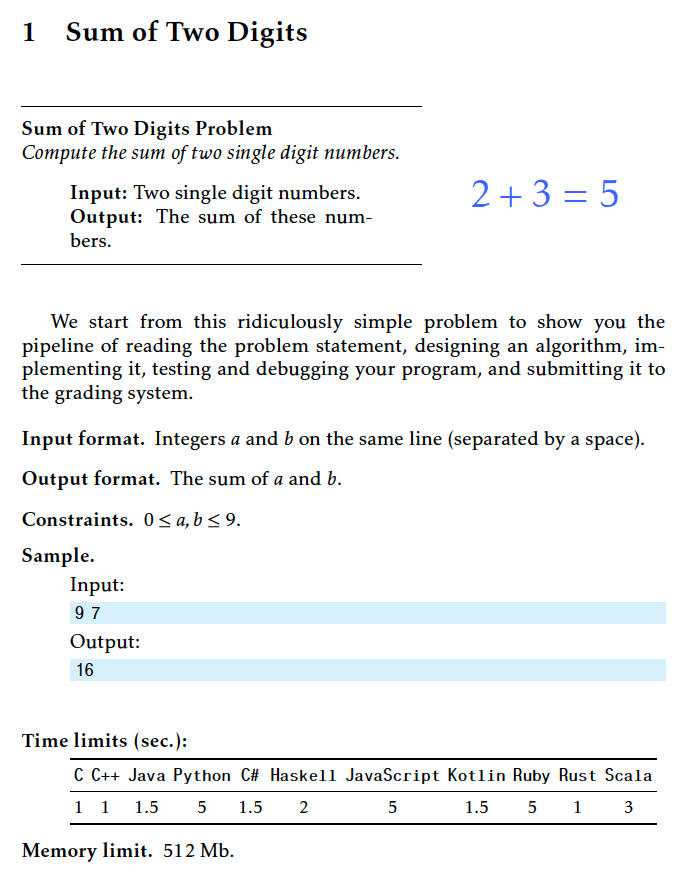 1 Sum of Two Digits
Sum of Two Digits Problem
Compute the sum of two single digit numbers.
Input: Two single digit numbers.
Output: The sum of these num-
bers.
2 + 3 = 5
We start from this ridiculously simple problem to show you the
pipeline of reading the problem statement, designing an algorithm, im-
plementing it, testing and debugging your program, and submitting it to
the grading system.
Input format. Integers a and b on the same line (separated by a space).
Output format. The sum of a and b.
Constraints. 0 ≤ a, b ≤ 9.
Sample.
Input:
9 7
Output:
16
Time limits (sec.):
C C++ Java Python C# Haskell JavaScript Kotlin Ruby Rust Scala
1 1 1.5 5 1.5 2 5 1.5 5 1 3
Memory limit. 512 Mb.